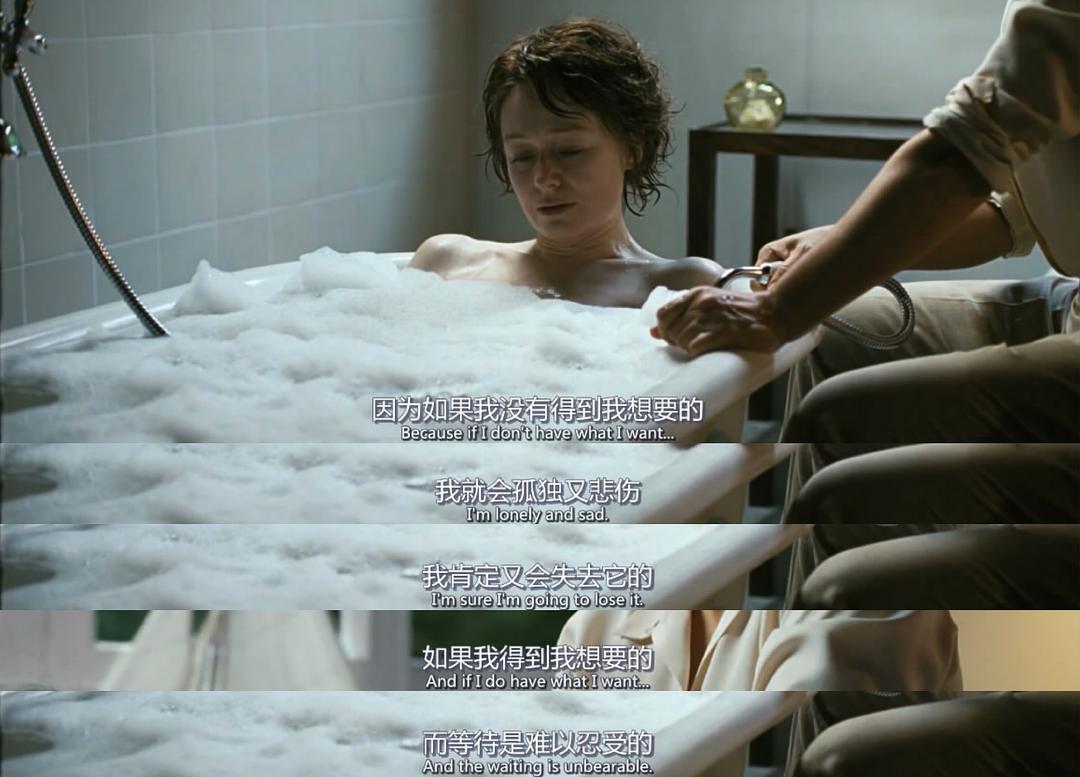 因为如果我没有得到我想要的
Because if I don't have what I want...
我就会孤独又悲伤
I'm lonely and sad.
我肯定又会失去它的
I'm sure I'm going to lose it.
如果我得到我想要的
And if I do have what I want...
而等待是难以忍受的
And the waiting is unbearable.